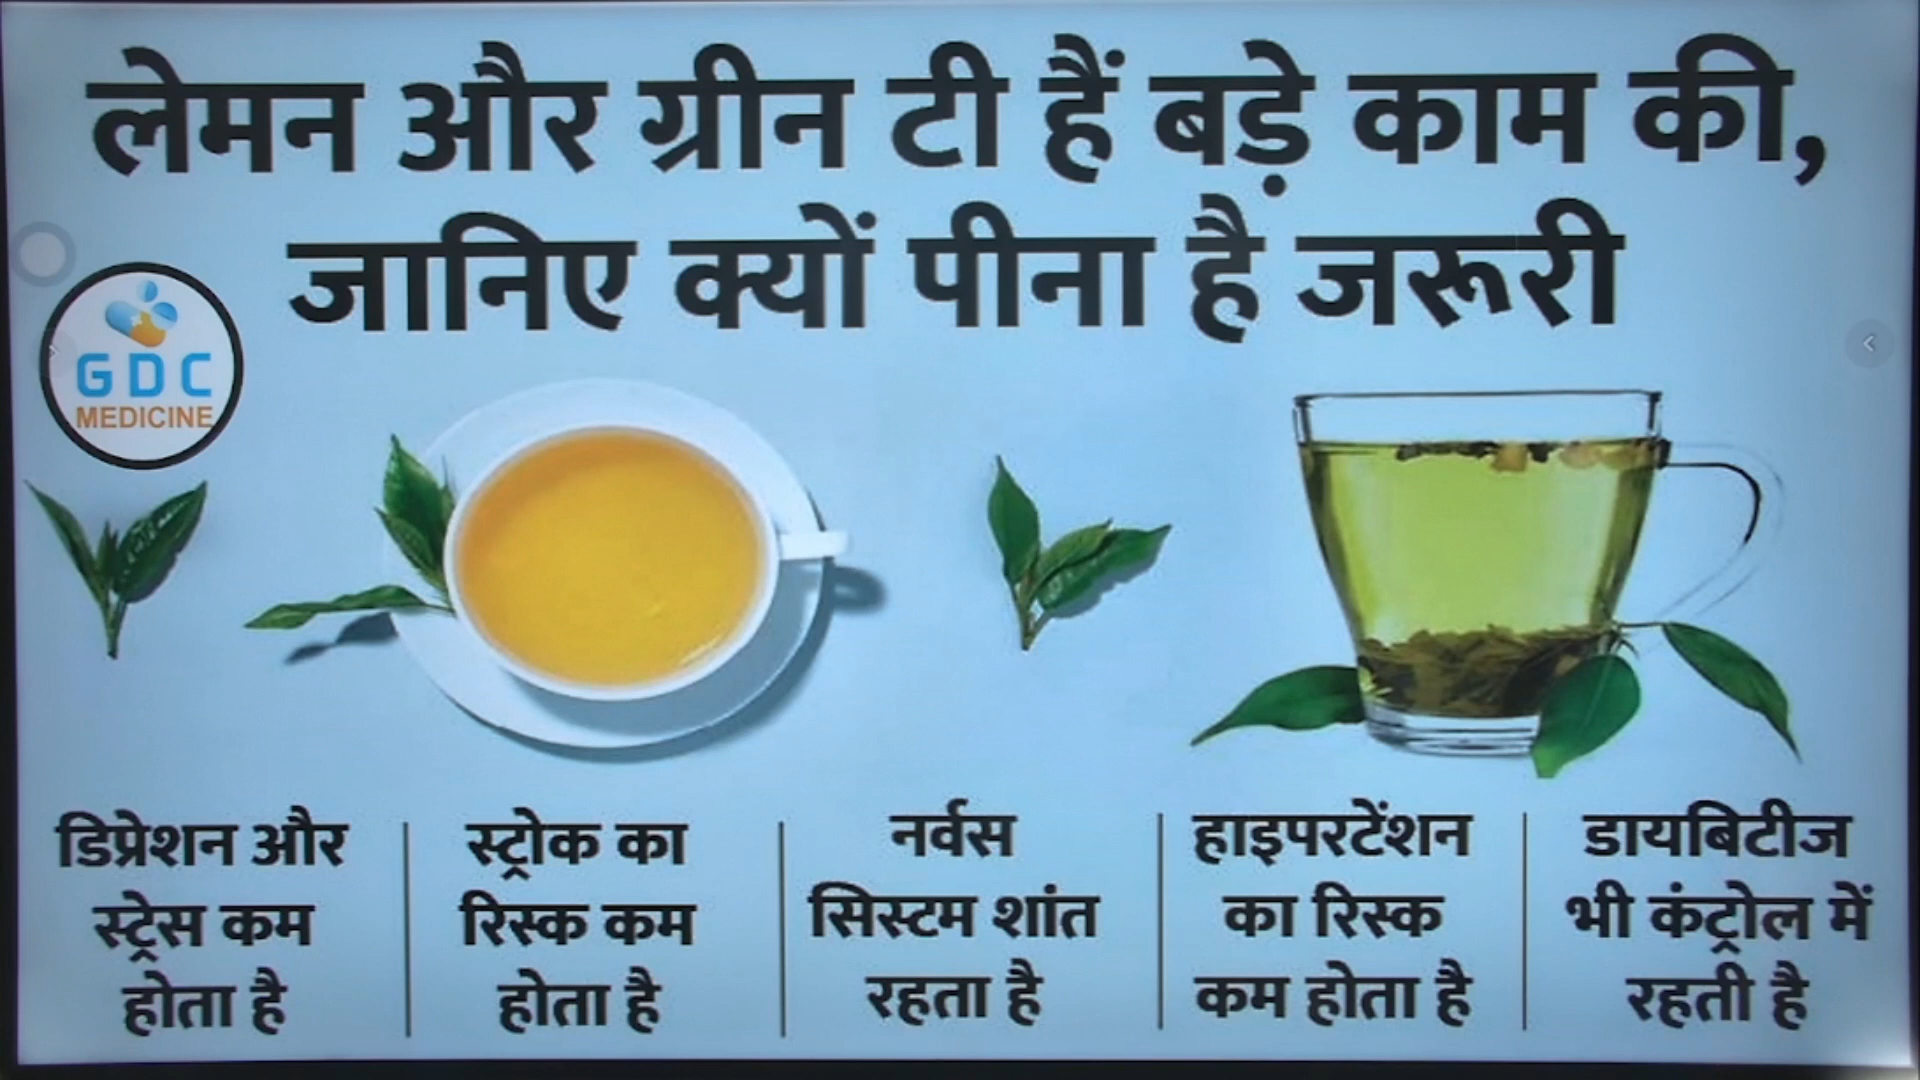 लेमन और ग्रीन टी हैं बड़े काम की,
जानिए क्यों पीना है जरूरी
GDC
MEDICINE
डिप्रेशन और
स्ट्रेस कम
होता है
स्ट्रोक का
रिस्क कम
होता है
नर्वस
सिस्टम शांत
रहता है
हाइपरटेंशन
का रिस्क
कम होता है
डायबिटीज
भी कंट्रोल में
रहती है